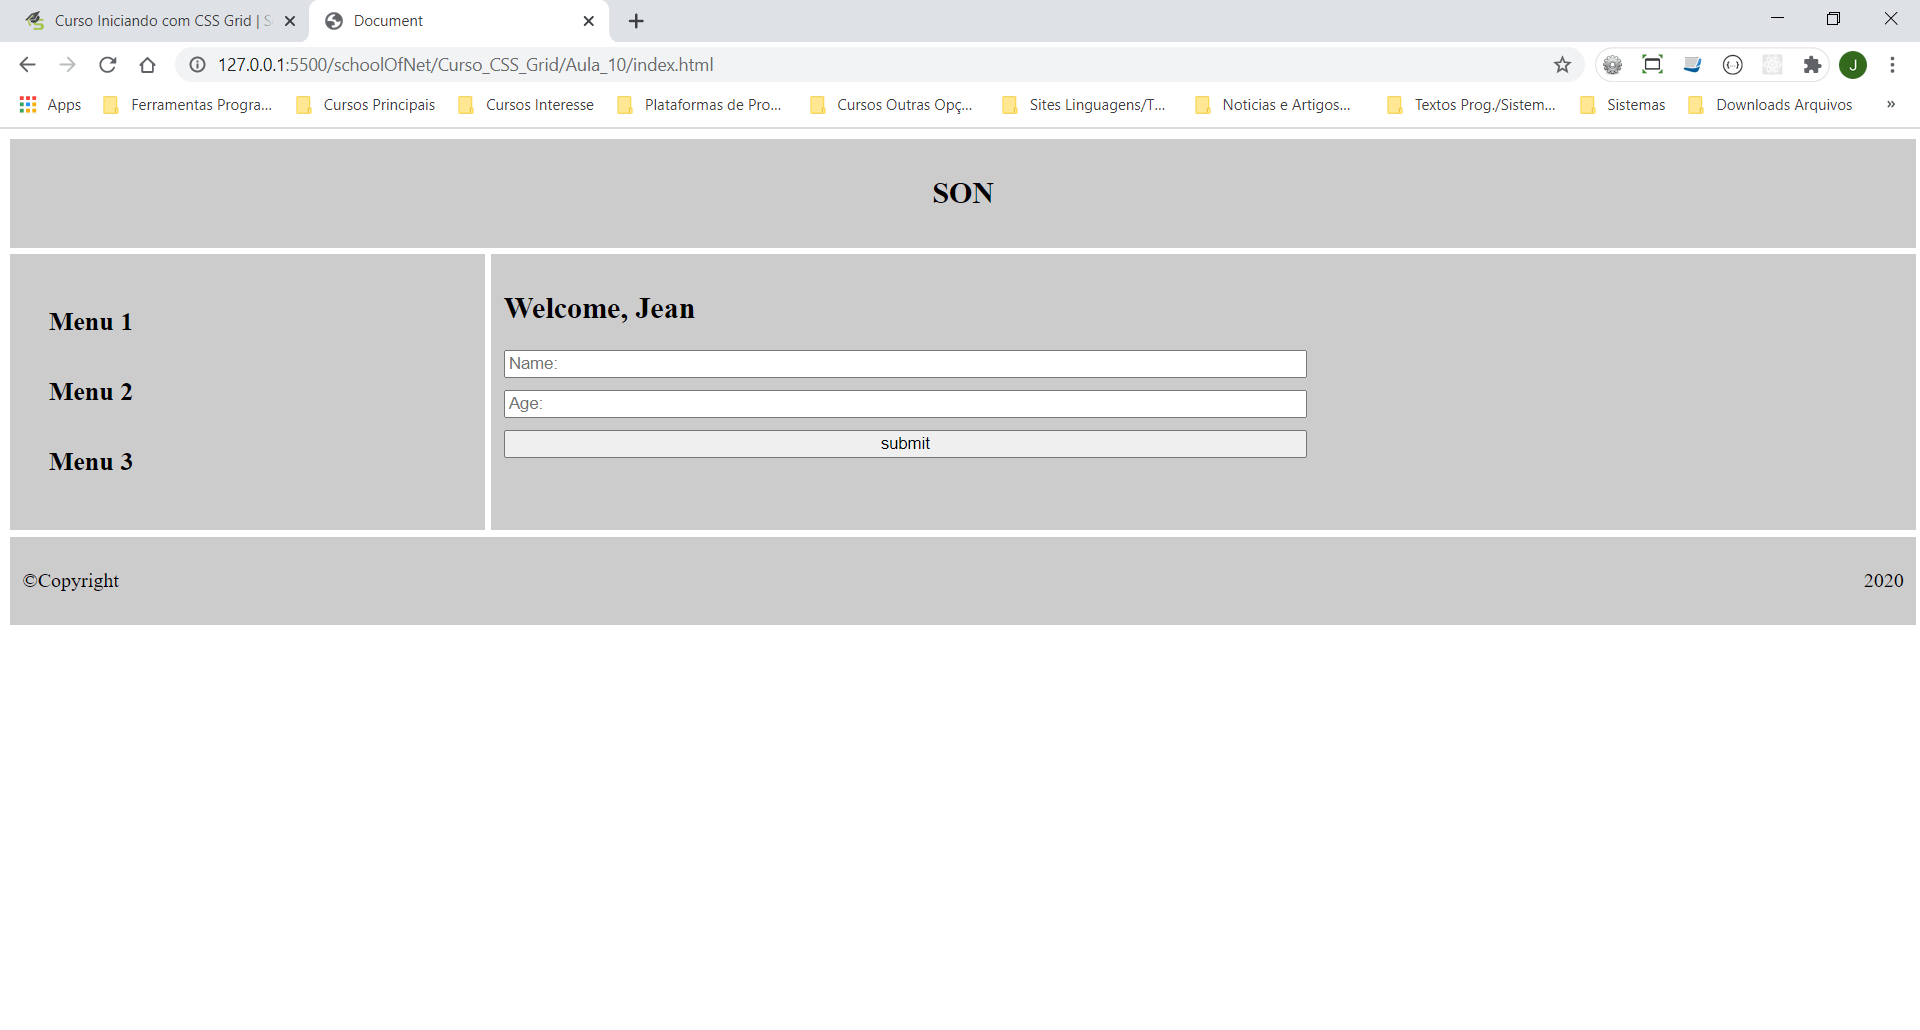 Curso Iniciando com CSS Grid | S
Document
127.0.0.1:5500/schoolOfNet/Curso_CSS_Grid/Aula_10/index.html
J
Apps
Ferramentas Progra...
Cursos Principais
Cursos Interesse
Plataformas de Pro...
Cursos Outras Opç...
Sites Linguagens/T...
Noticias e Artigos...
Textos Prog./Sistem...
Sistemas
Downloads Arquivos
»
SON
Menu 1
Menu 2
Menu 3
Welcome, Jean
Name:
Age:
submit
©Copyright
2020